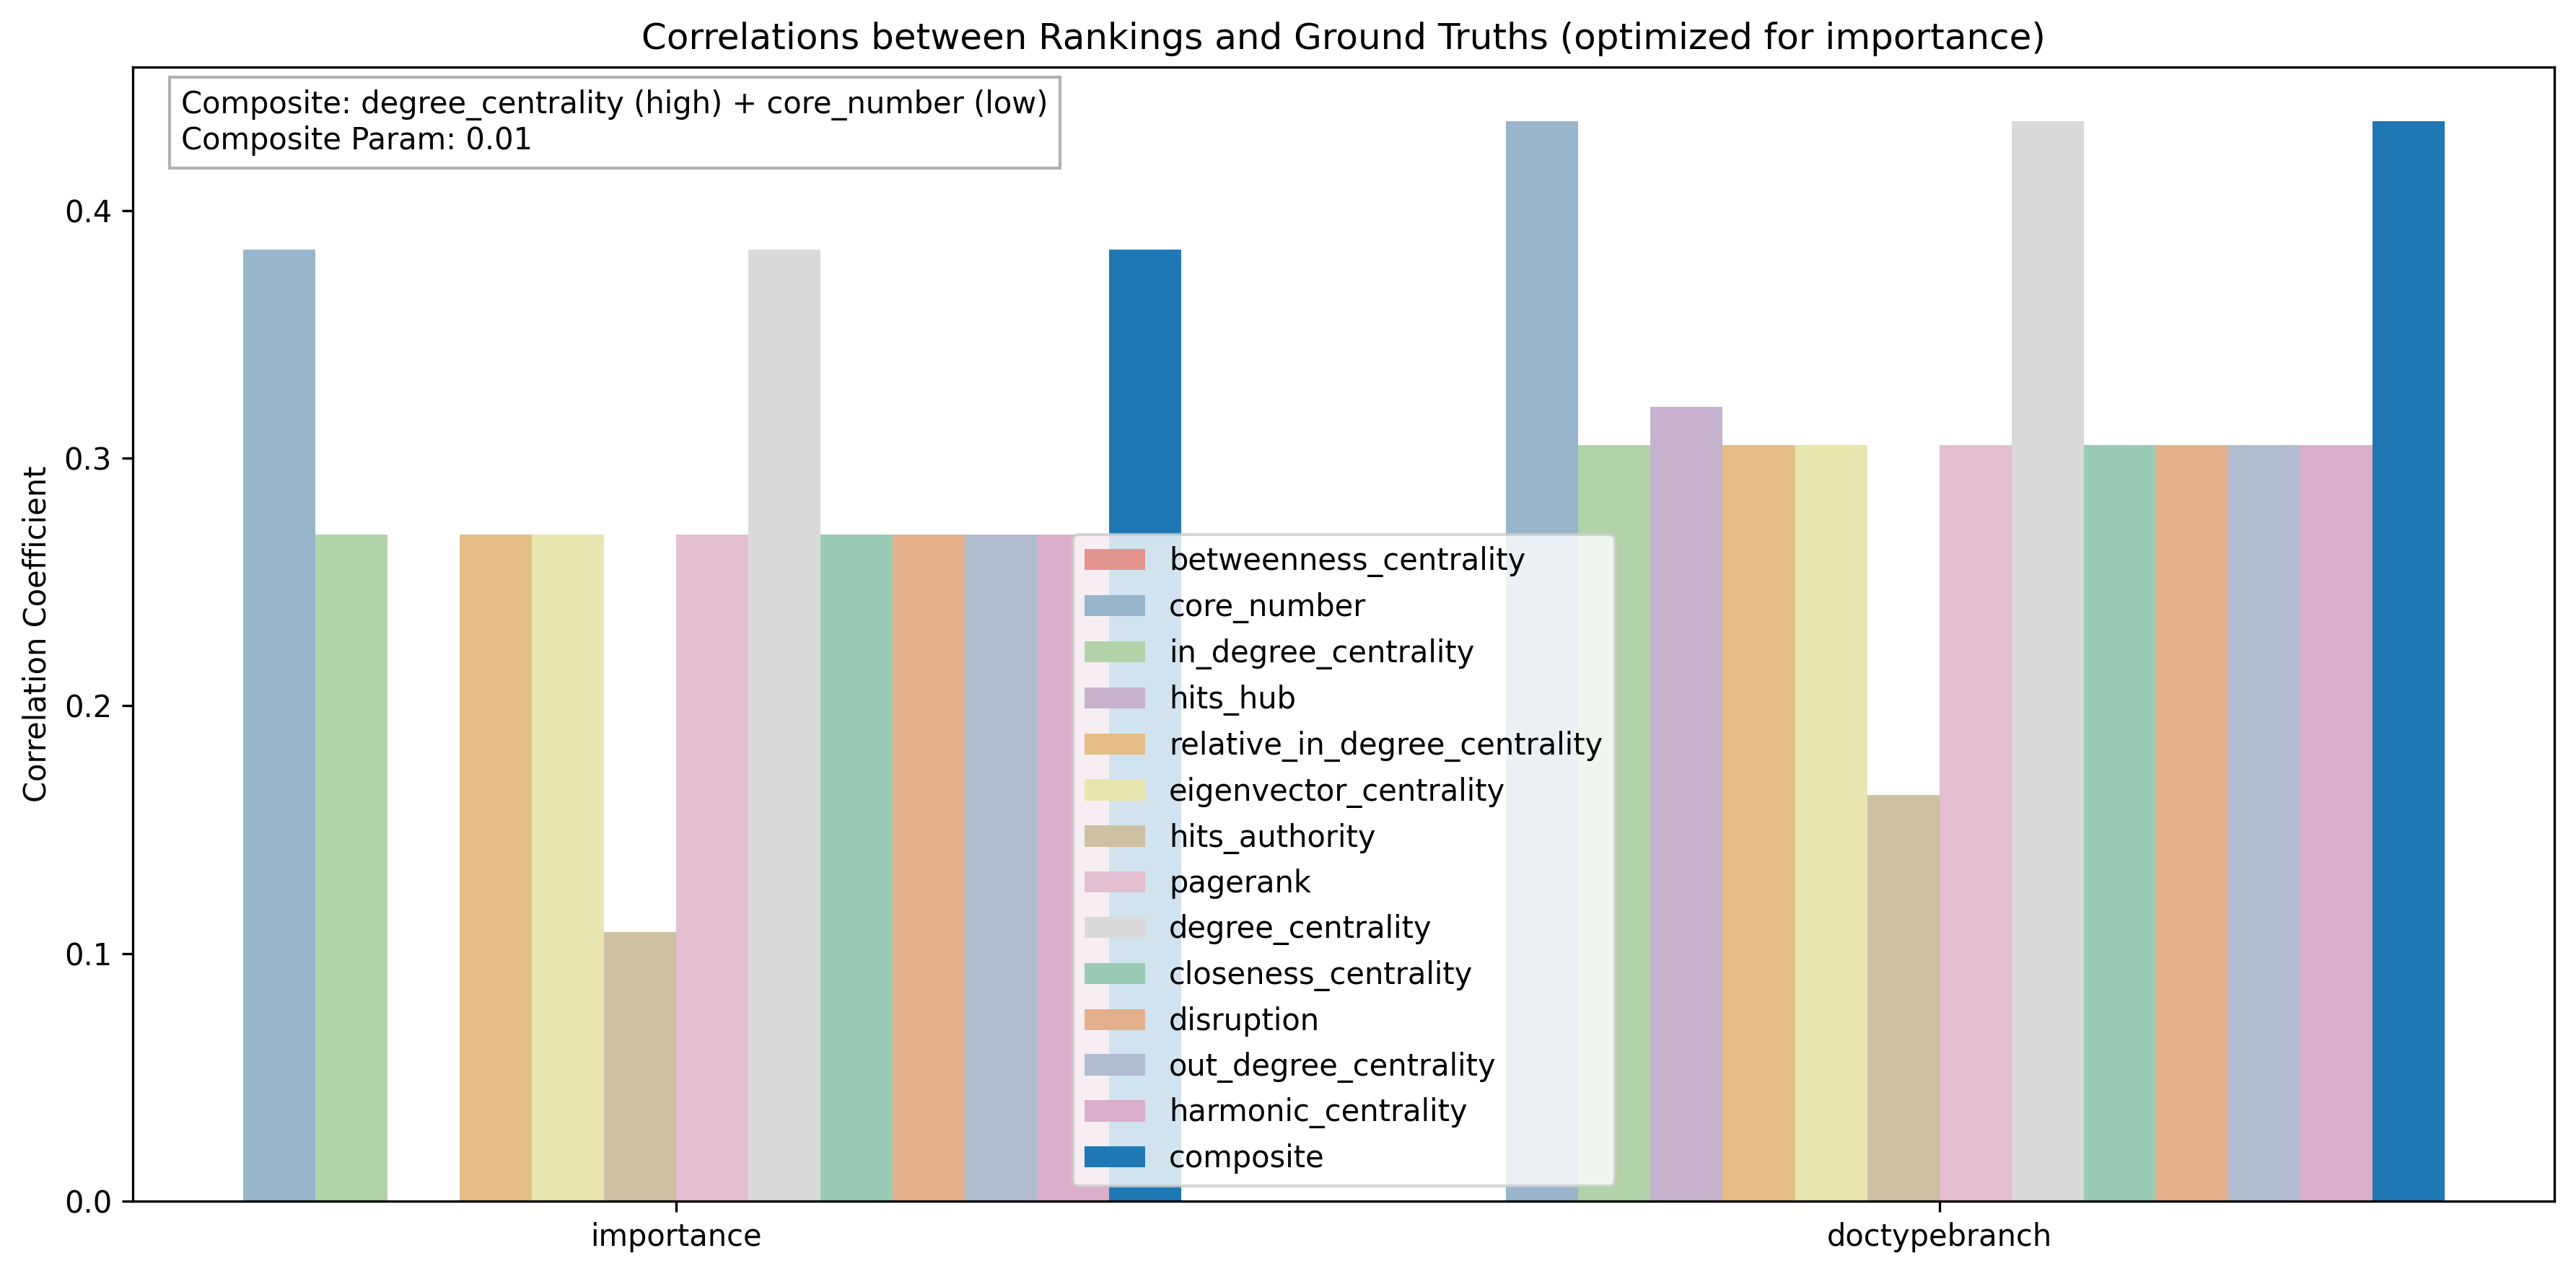 Correlations between Rankings and Ground Truths (optimized for importance)
Composite: degree_centrality (high) + core_number (low)
Composite Param: 0.01
Correlation Coefficient
0.4
0.3
0.2
0.1
0.0
betweenness_centrality
core_number
in_degree_centrality
hits_hub
relative_in_degree_centrality
eigenvector_centrality
hits_authority
pagerank
degree_centrality
closeness_centrality
disruption
out_degree_centrality
harmonic_centrality
composite
importance
doctypebranch